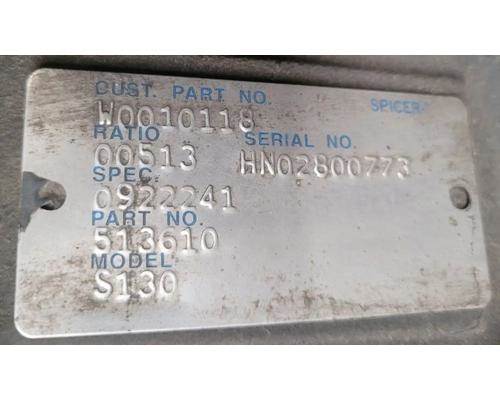 CUST. PART NO. SPICER
W0010118
RATIO SERIAL NO.
00513 HN02800773
SPEC.
0922241
PART NO.
513610
MODEL
S130